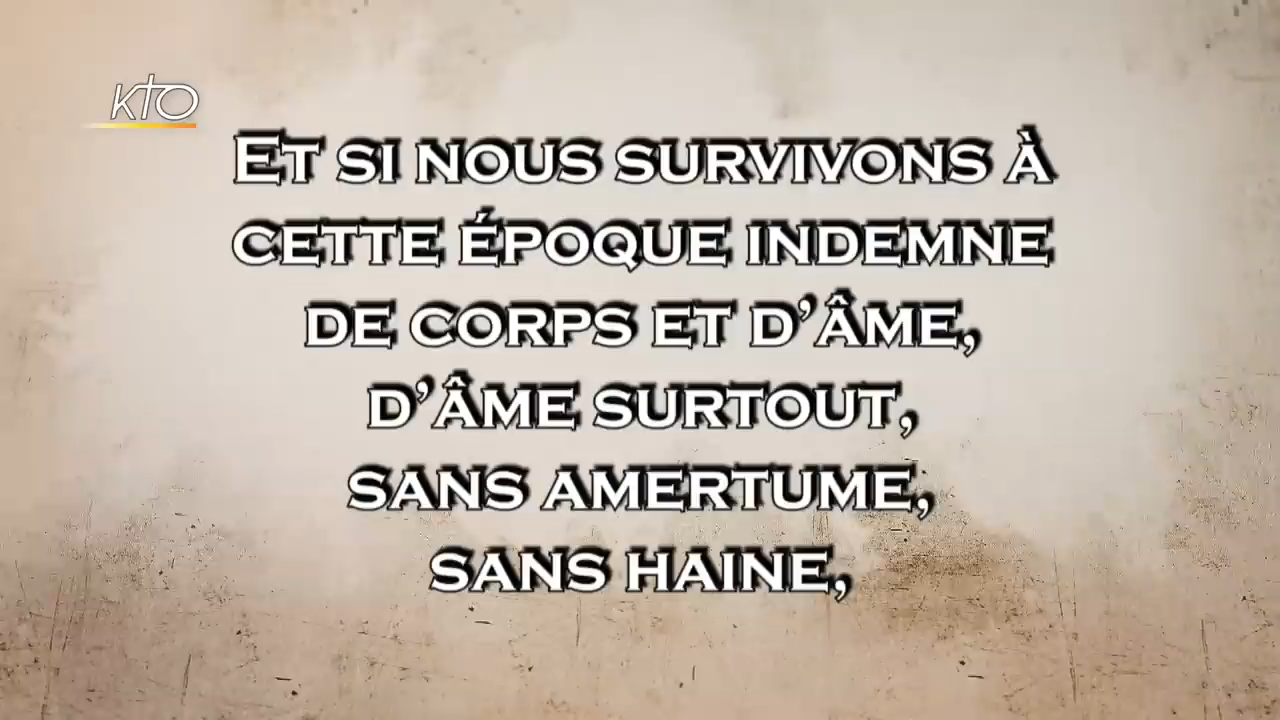 KTO
ET SI NOUS SURVIVONS À
CETTE ÉPOQUE INDEMNE
DE CORPS ET D’ÂME,
D’ÂME SURTOUT,
SANS AMERTUME,
SANS HAINE,